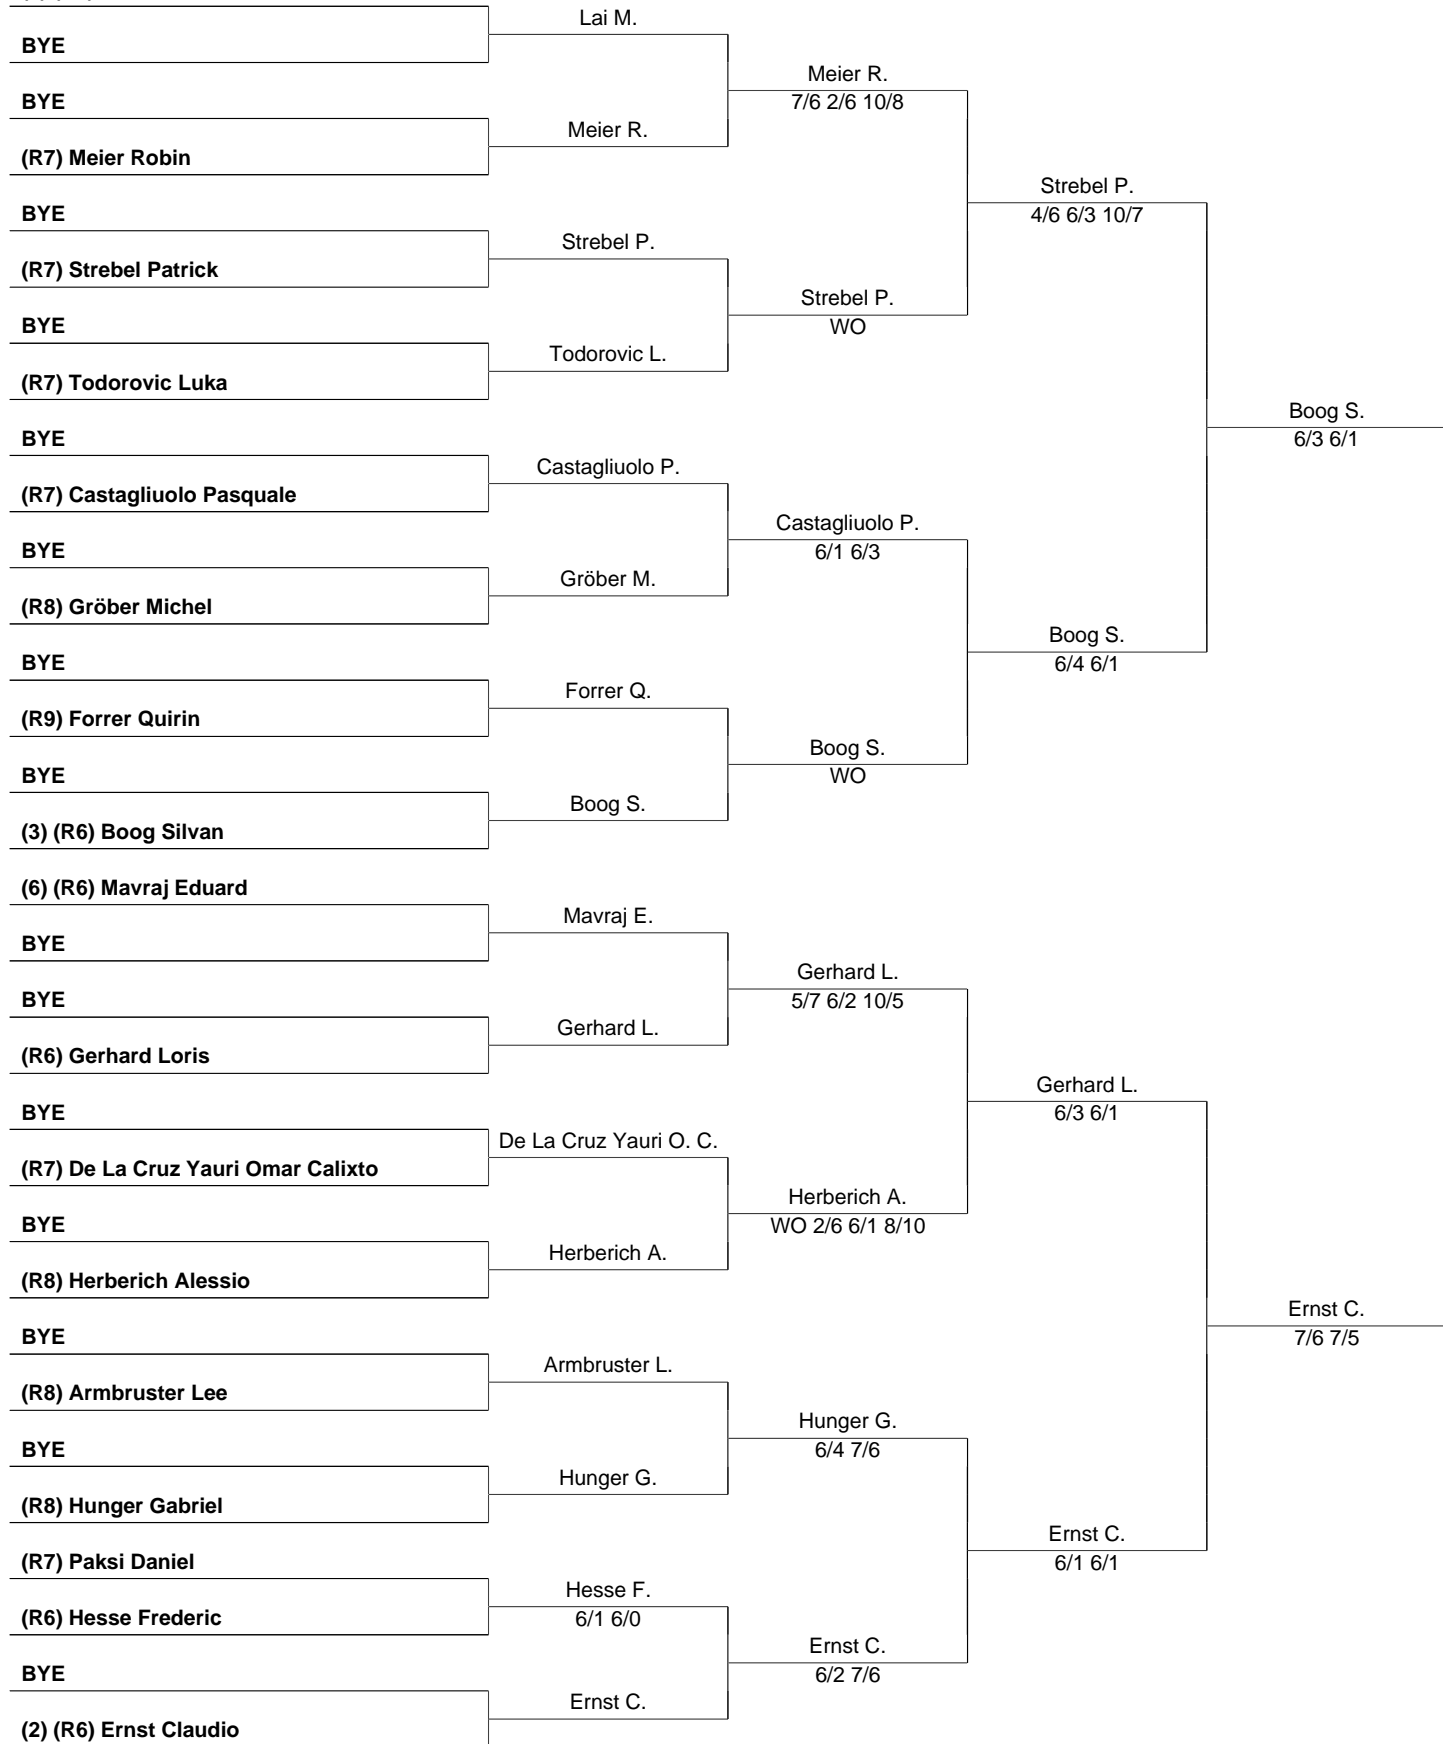 Lai M.
BYE
Meier R.
BYE
7/6 2/6 10/8
Meier R.
(R7) Meier Robin
Strebel P.
BYE
4/6 6/3 10/7
Strebel P.
(R7) Strebel Patrick
Strebel P.
BYE
WO
Todorovic L.
(R7) Todorovic Luka
Boog S.
BYE
6/3 6/1
Castagliuolo P.
(R7) Castagliuolo Pasquale
Castagliuolo P.
BYE
6/1 6/3
Gröber M.
(R8) Gröber Michel
Boog S.
BYE
6/4 6/1
Forrer Q.
(R9) Forrer Quirin
Boog S.
BYE
WO
Boog S.
(3) (R6) Boog Silvan
(6) (R6) Mavraj Eduard
Mavraj E.
BYE
Gerhard L.
BYE
5/7 6/2 10/5
Gerhard L.
(R6) Gerhard Loris
Gerhard L.
BYE
6/3 6/1
De La Cruz Yauri O. C.
(R7) De La Cruz Yauri Omar Calixto
Herberich A.
BYE
WO 2/6 6/1 8/10
Herberich A.
(R8) Herberich Alessio
Ernst C.
BYE
7/6 7/5
Armbruster L.
(R8) Armbruster Lee
Hunger G.
BYE
6/4 7/6
Hunger G.
(R8) Hunger Gabriel
Ernst C.
(R7) Paksi Daniel
6/1 6/1
Hesse F.
(R6) Hesse Frederic
6/1 6/0
Ernst C.
BYE
6/2 7/6
Ernst C.
(2) (R6) Ernst Claudio